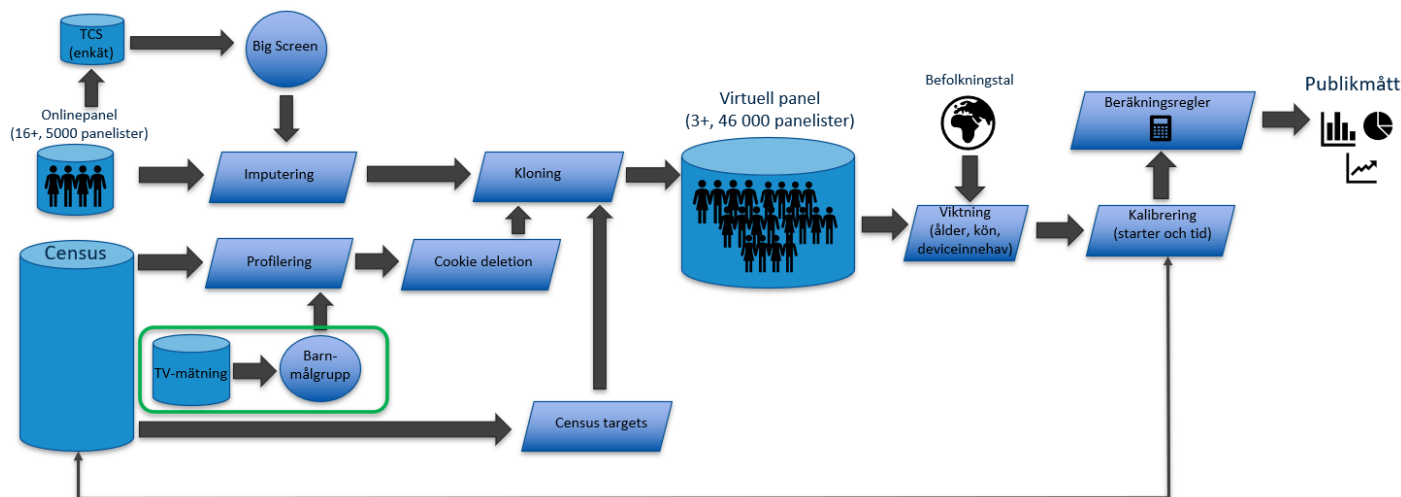 TCS
(enkät)
Big Screen
Onlinepanel
(16+, 5000 panelister)
Imputering
Kloning
Virtuell panel
(3+, 46 000 panelister)
Befolkningstal
Beräkningsregler
Publikmått
Viktning
(ålder, kön,
deviceinnehav)
Kalibrering
(starter och tid)
Census
Profilering
Cookie deletion
TV-mätning
Barn-
målgrupp
Census targets